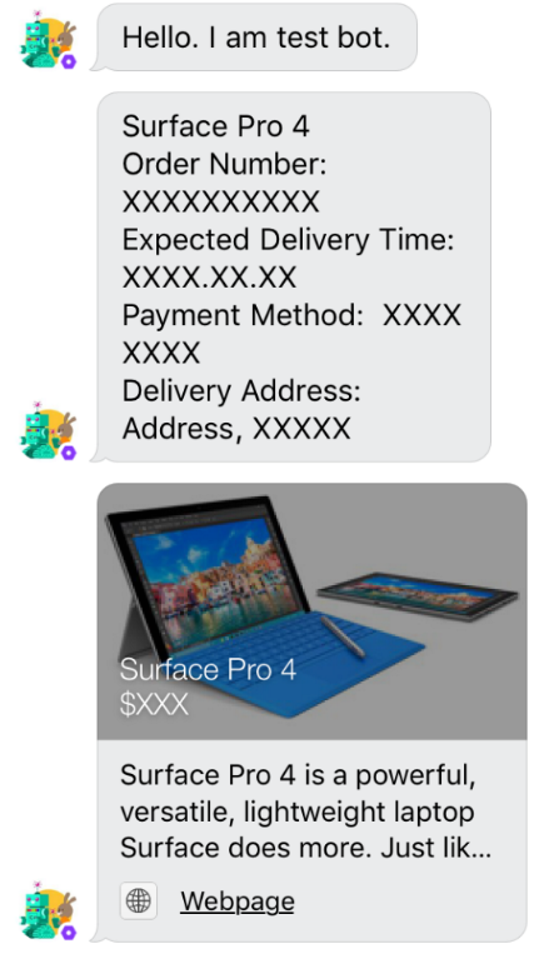 Hello. I am test bot.
Surface Pro 4
Order Number:
XXXXXXXXXX
Expected Delivery Time:
XXXX.XX.XX
Payment Method:  XXXX
XXXX
Delivery Address:
Address, XXXXX
Surface Pro 4
$XXX
Surface Pro 4 is a powerful,
versatile, lightweight laptop
Surface does more. Just lik...
Webpage